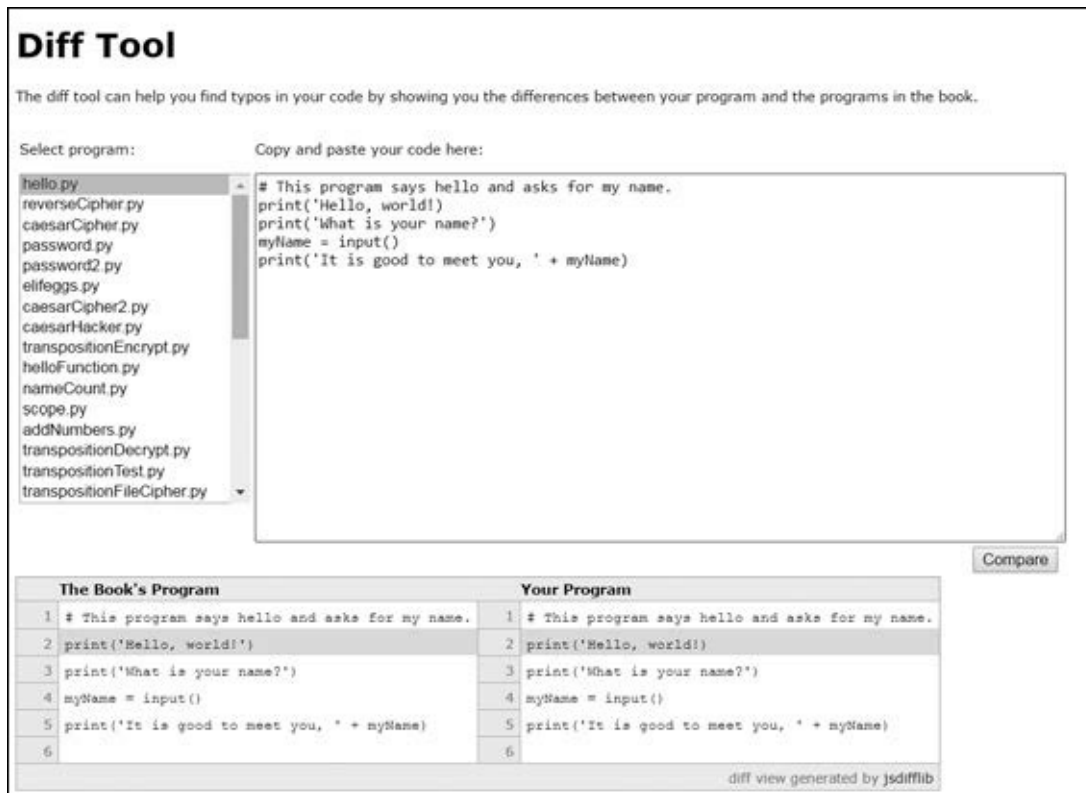 Diff Tool
The diff tool can help you find typos in your code by showing you the differences between your program and the programs in the book.
Select program:
hello.py
reverseCipher.py
caesarCipher.py
password.py
password2.py
elifeggs.py
caesarCipher2.py
caesarHacker.py
transpositionEncrypt.py
helloFunction.py
nameCount.py
scope.py
addNumbers.py
transpositionDecrypt.py
transpositionTest.py
transpositionFileCipher.py
Copy and paste your code here:
# This program says hello and asks for my name.
print('Hello, world!)
print('What is your name?')
myName = input()
print('It is good to meet you, ' + myName)
Compare
The Book's Program
1 # This program says hello and asks for my name.
2 print('Hello, world!')
3 print('What is your name?')
4 myName = input()
5 print('It is good to meet you, ' + myName)
6
Your Program
1 # This program says hello and asks for my name.
2 print('Hello, world!)
3 print('What is your name?')
4 myName = input()
5 print('It is good to meet you, ' + myName)
6
diff view generated by jsdifflib